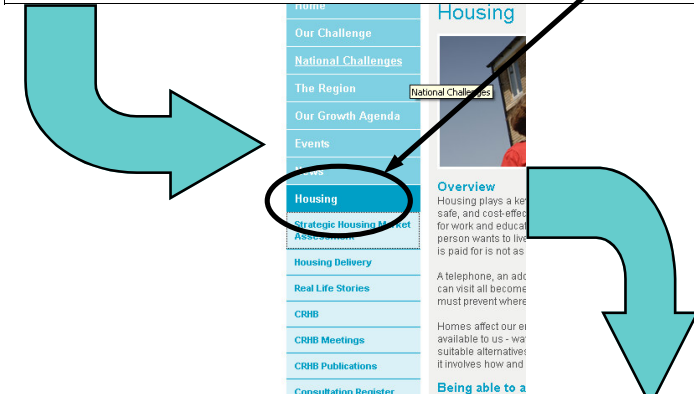 Home
Our Challenge
National Challenges
The Region
Our Growth Agenda
Events
News
Housing
Strategic Housing Market
Assessment
Housing Delivery
Real Life Stories
CRHB
CRHB Meetings
CRHB Publications
Consultation Register
Housing
National Challenges
Overview
Housing plays a key
safe, and cost-effec
for work and educat
person wants to live
is paid for is not as
A telephone, an add
can visit all become
must prevent where
Homes affect our en
available to us - wa
suitable alternatives
it involves how and
Being able to a